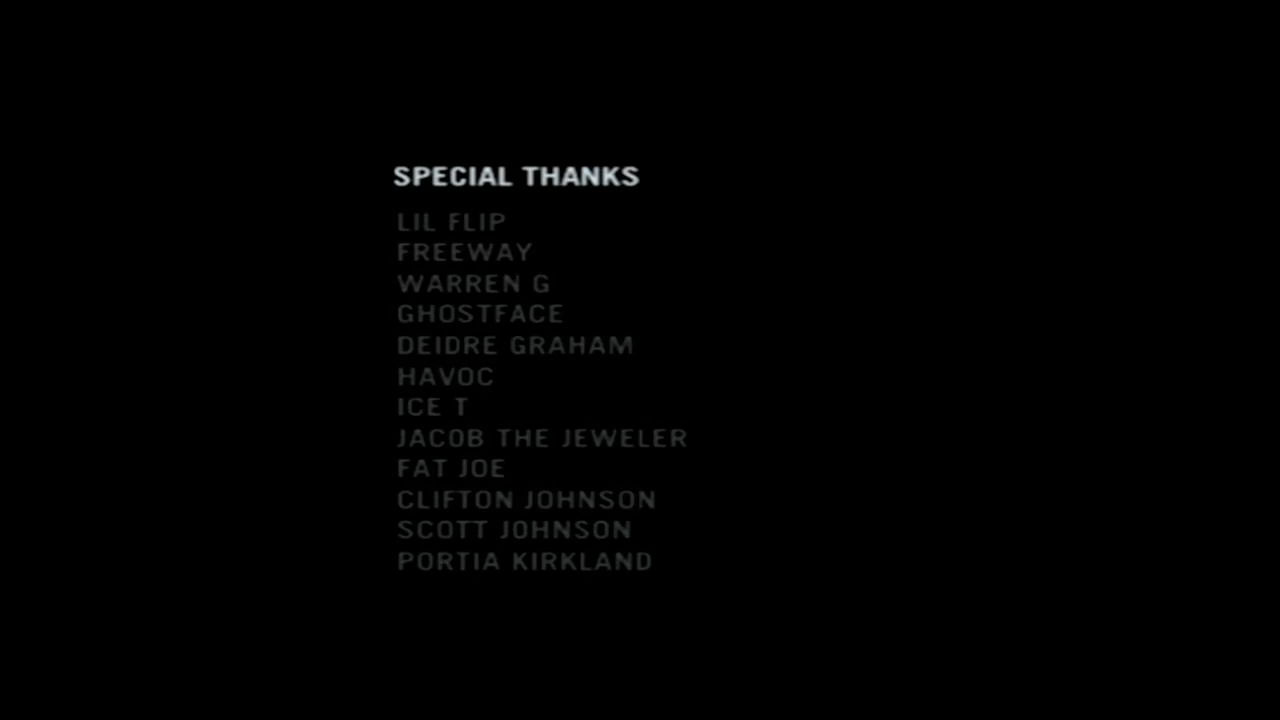 SPECIAL THANKS
LIL FLIP
FREEWAY
WARREN G
GHOSTFACE
DEIDRE GRAHAM
HAVOC
ICE T
JACOB THE JEWELER
FAT JOE
CLIFTON JOHNSON
SCOTT JOHNSON
PORTIA KIRKLAND